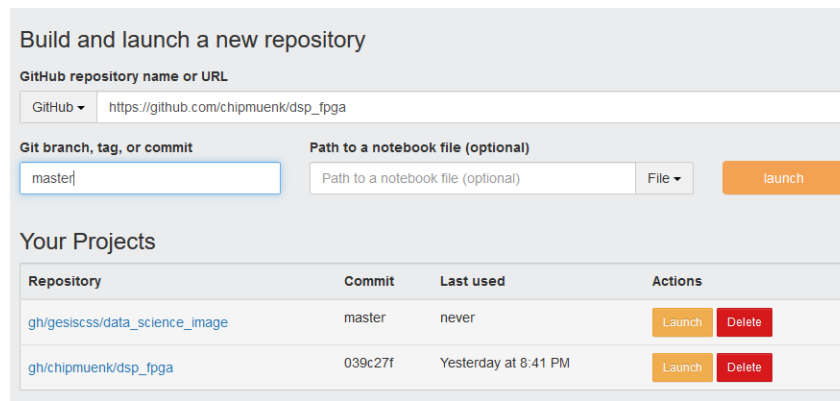 Build and launch a new repository
GitHub repository name or URL
GitHub https://github.com/chipmuenk/dsp_fpga
Git branch, tag, or commit Path to a notebook file (optional)
master Path to a notebook file (optional) File launch
Your Projects
Repository Commit Last used Actions
gh/gesiscss/data_science_image master never Launch Delete
gh/chipmuenk/dsp_fpga 039c27f Yesterday at 8:41 PM Launch Delete